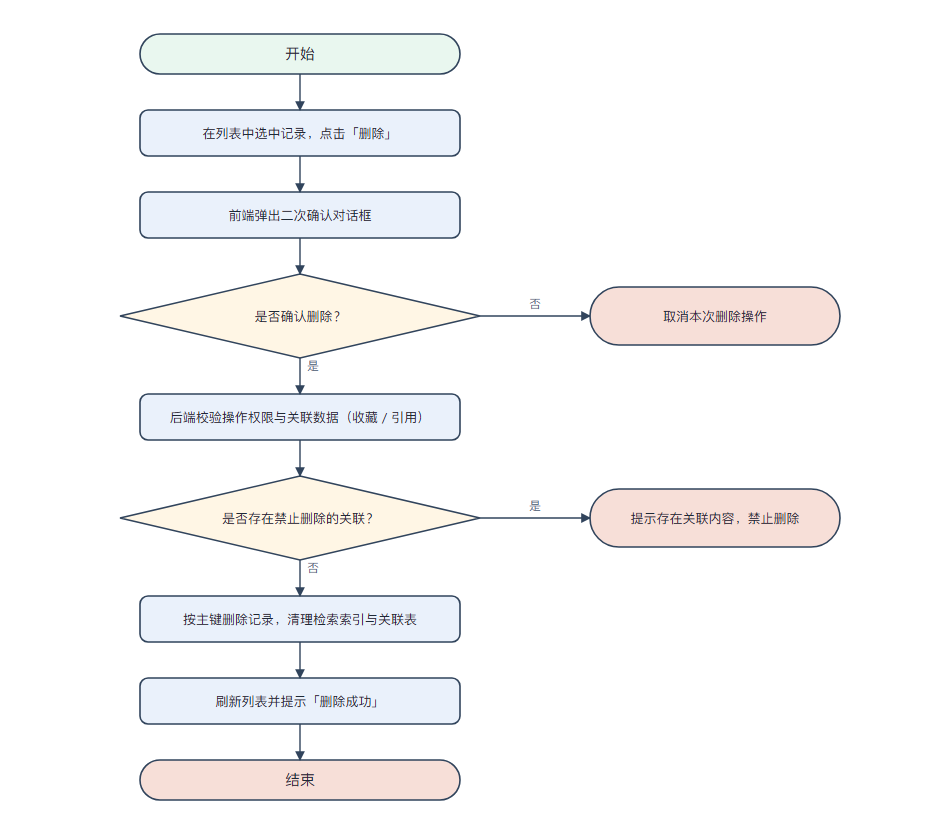 开始
在列表中选中记录，点击「删除」
前端弹出二次确认对话框
是否确认删除？
否
取消本次删除操作
是
后端校验操作权限与关联数据（收藏 / 引用）
是否存在禁止删除的关联？
是
提示存在关联内容，禁止删除
否
按主键删除记录，清理检索索引与关联表
刷新列表并提示「删除成功」
结束